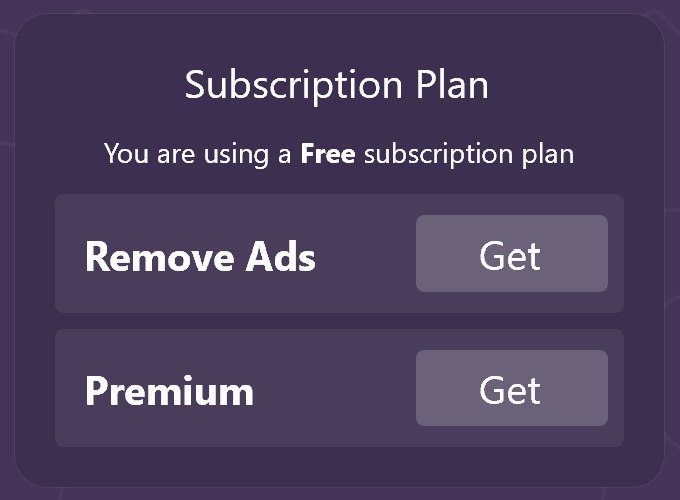 Subscription Plan
You are using a Free subscription plan
Remove Ads
Get
Premium
Get